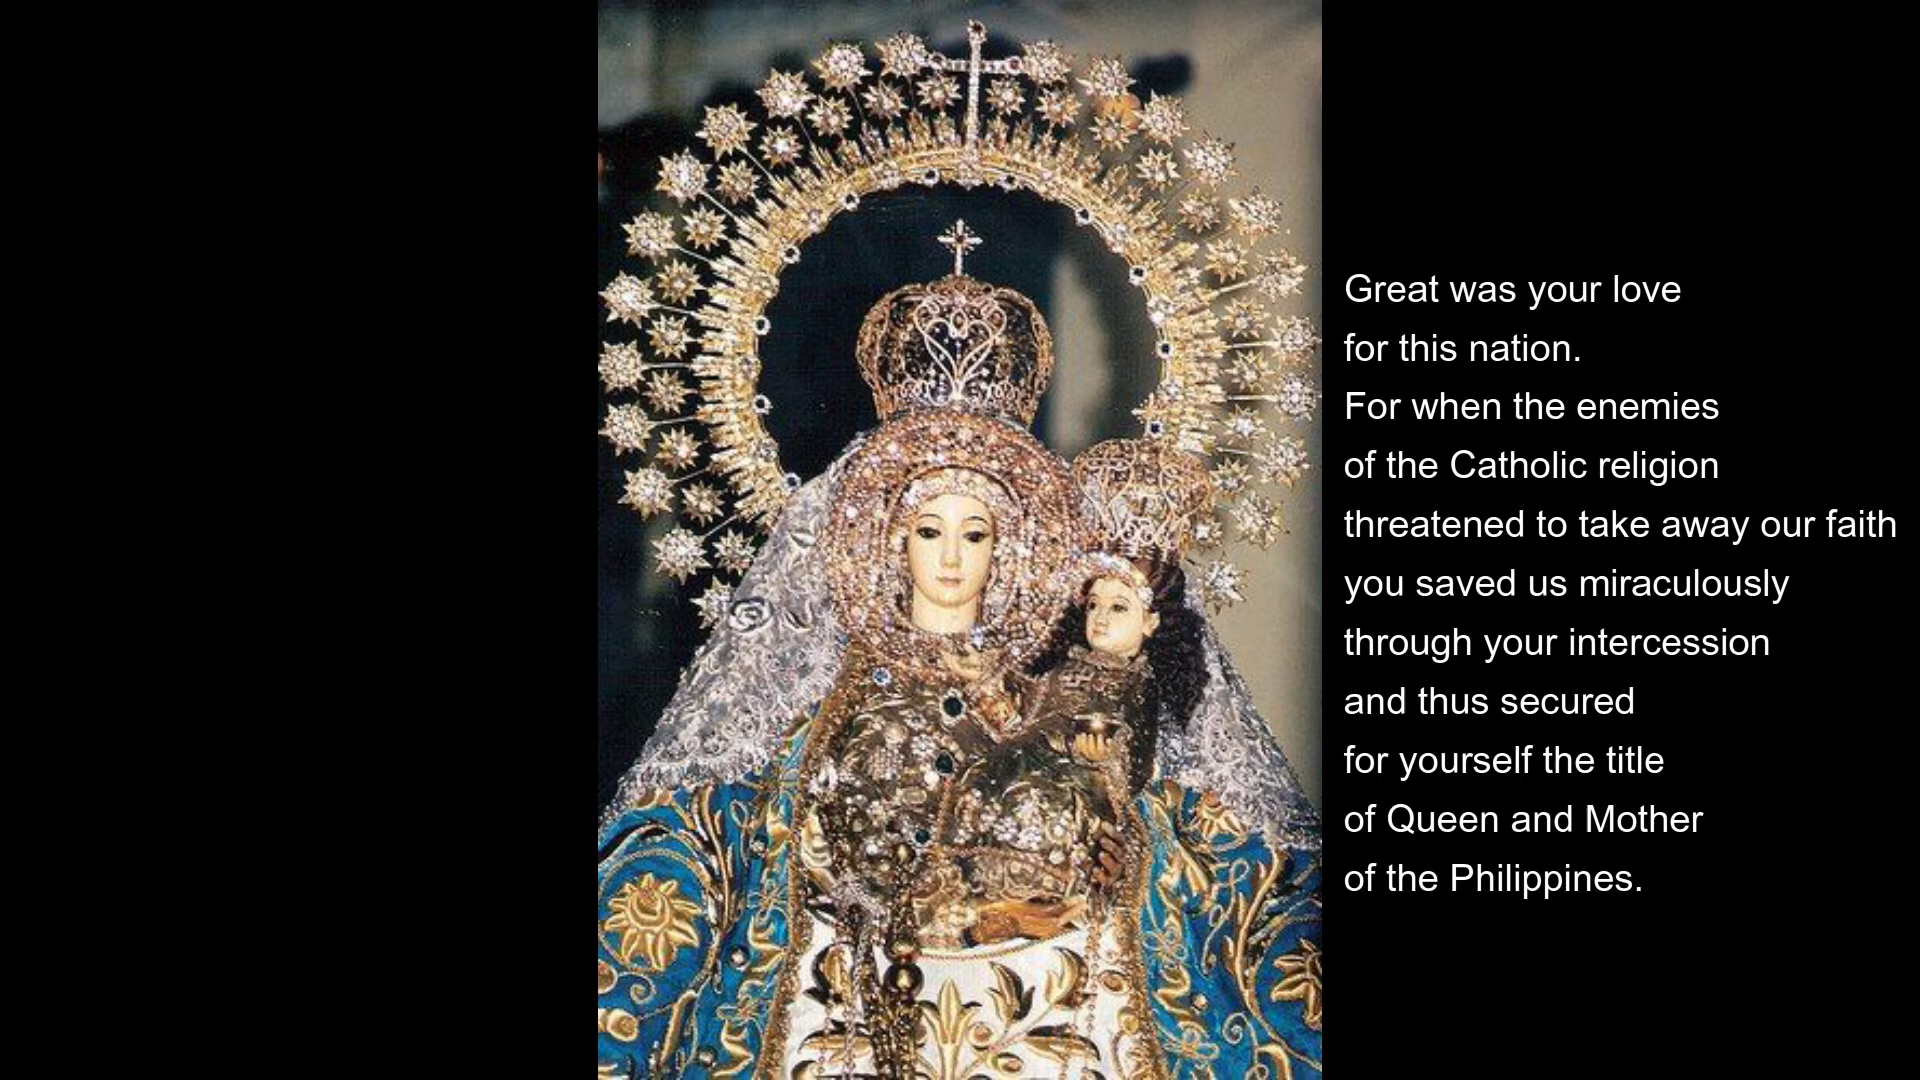 Great was your love
for this nation.
For when the enemies
of the Catholic religion
threatened to take away our faith
you saved us miraculously
through your intercession
and thus secured
for yourself the title
of Queen and Mother
of the Philippines.